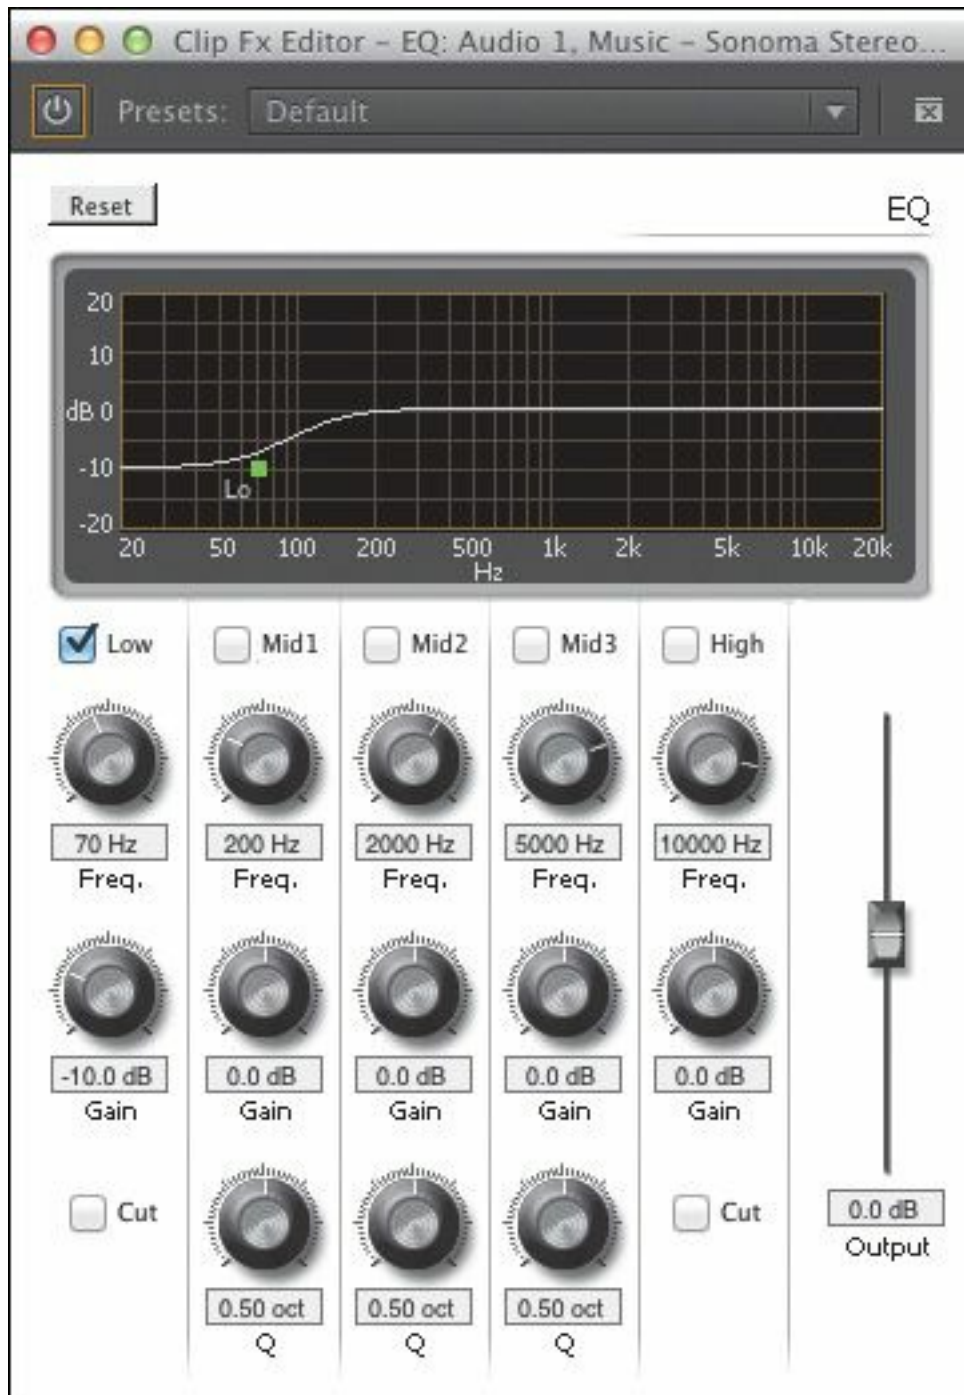 Clip Fx Editor – EQ: Audio 1, Music – Sonoma Stereo...
Presets: Default
Reset
EQ
20
10
dB 0
-10
-20
Lo
20 50 100 200 500 1k 2k 5k 10k 20k
Hz
Low Mid1 Mid2 Mid3 High
70 Hz 200 Hz 2000 Hz 5000 Hz 10000 Hz
Freq. Freq. Freq. Freq. Freq.
-10.0 dB 0.0 dB 0.0 dB 0.0 dB 0.0 dB
Gain Gain Gain Gain Gain
Cut Cut
0.0 dB
Output
0.50 oct 0.50 oct 0.50 oct
Q Q Q